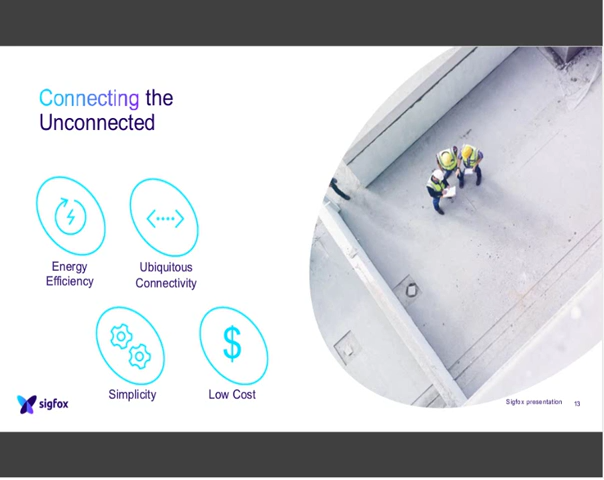 Connecting the
Unconnected
Energy
Efficiency
Ubiquitous
Connectivity
Simplicity
Low Cost
sigfox
Sigfox presentation
13